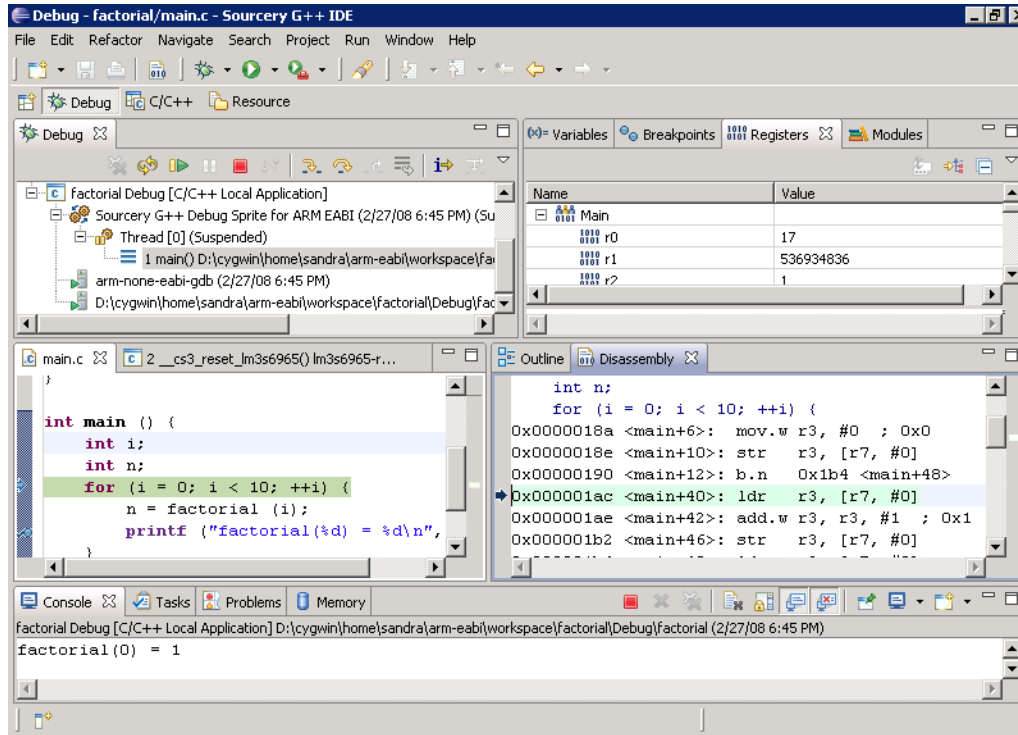 Debug - factorial/main.c - Sourcery G++ IDE
File Edit Refactor Navigate Search Project Run Window Help
Debug C/C++ Resource
Debug
factorial Debug [C/C++ Local Application]
Sourcery G++ Debug Sprite for ARM EABI (2/27/08 6:45 PM) (Su
Thread [0] (Suspended)
1 main() D:\cygwin\home\sandra\arm-eabi\workspace\fa
arm-none-eabi-gdb (2/27/08 6:45 PM)
D:\cygwin\home\sandra\arm-eabi\workspace\factorial\Debug\fac
(x)= Variables Breakpoints Registers Modules
Name Value
Main
r0 17
r1 536934836
r2 1
main.c 2 __cs3_reset_lm3s6965() lm3s6965-r...
}
int main () {
int i;
int n;
for (i = 0; i < 10; ++i) {
n = factorial (i);
printf ("factorial(%d) = %d\n",
}
Outline Disassembly
int n;
for (i = 0; i < 10; ++i) {
0x0000018a <main+6>: mov.w r3, #0 ; 0x0
0x0000018e <main+10>: str r3, [r7, #0]
0x00000190 <main+12>: b.n 0x1b4 <main+48>
0x000001ac <main+40>: ldr r3, [r7, #0]
0x000001ae <main+42>: add.w r3, r3, #1 ; 0x1
0x000001b2 <main+46>: str r3, [r7, #0]
Console Tasks Problems Memory
factorial Debug [C/C++ Local Application] D:\cygwin\home\sandra\arm-eabi\workspace\factorial\Debug\factorial (2/27/08 6:45 PM)
factorial(0) = 1